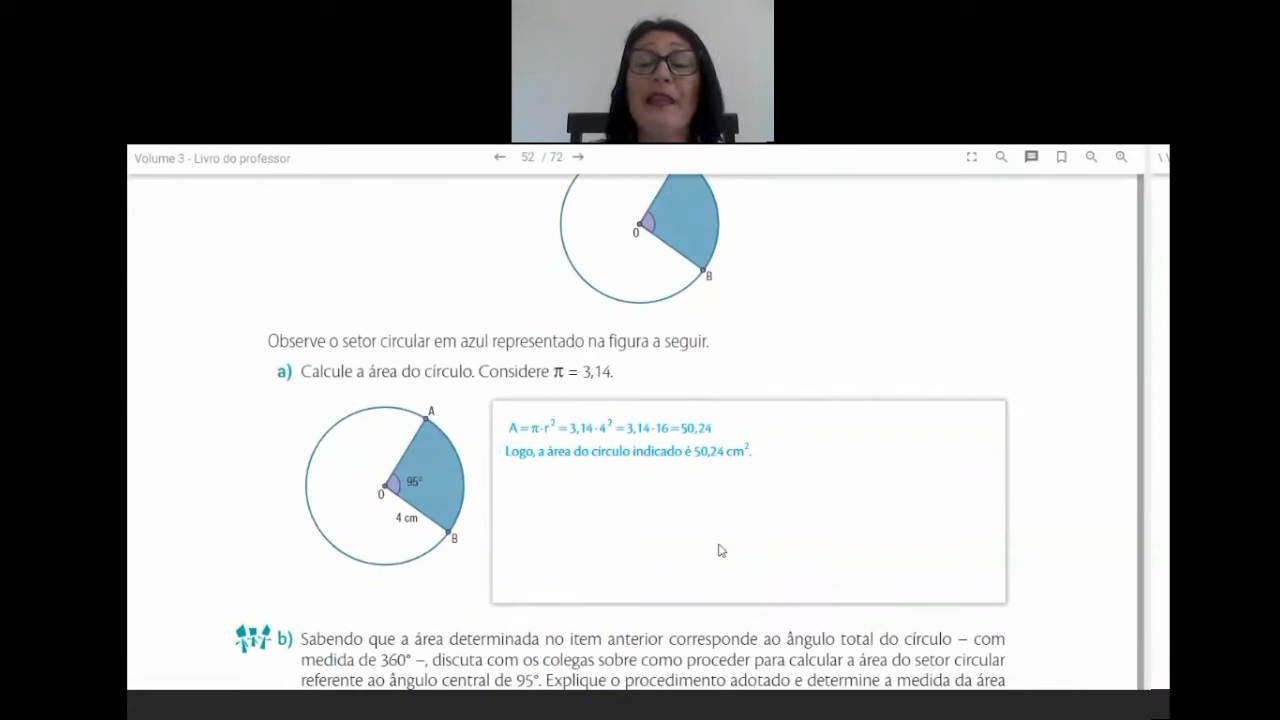 Volume 3 - Livro do professor
52 / 72
O
B
Observe o setor circular em azul representado na figura a seguir.
a) Calcule a área do círculo. Considere π = 3,14.
A
95°
O
4 cm
B
A = π·r² = 3,14·4² = 3,14·16 = 50,24
Logo, a área do círculo indicado é 50,24 cm².
b) Sabendo que a área determinada no item anterior corresponde ao ângulo total do círculo – com
medida de 360° –, discuta com os colegas sobre como proceder para calcular a área do setor circular
referente ao ângulo central de 95°. Explique o procedimento adotado e determine a medida da área